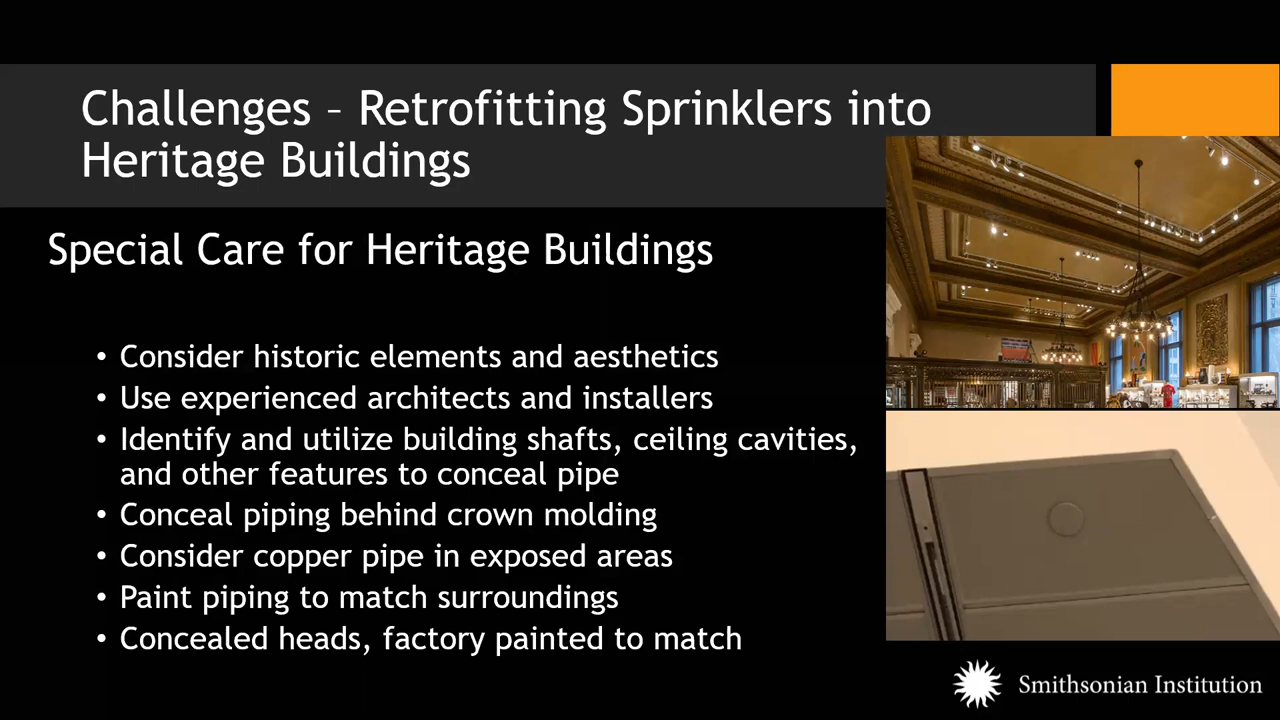 Challenges – Retrofitting Sprinklers into
Heritage Buildings
Special Care for Heritage Buildings
• Consider historic elements and aesthetics
• Use experienced architects and installers
• Identify and utilize building shafts, ceiling cavities,
and other features to conceal pipe
• Conceal piping behind crown molding
• Consider copper pipe in exposed areas
• Paint piping to match surroundings
• Concealed heads, factory painted to match
Smithsonian Institution